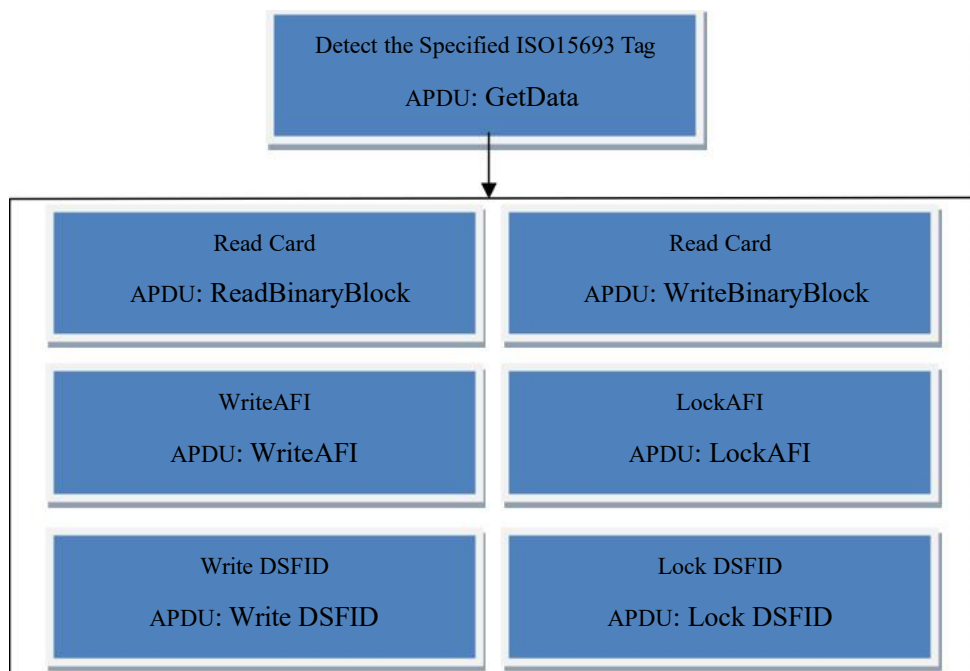 Detect the Specified ISO15693 Tag
APDU: GetData
Read Card
APDU: ReadBinaryBlock
Read Card
APDU: WriteBinaryBlock
WriteAFI
APDU: WriteAFI
LockAFI
APDU: LockAFI
Write DSFID
APDU: Write DSFID
Lock DSFID
APDU: Lock DSFID